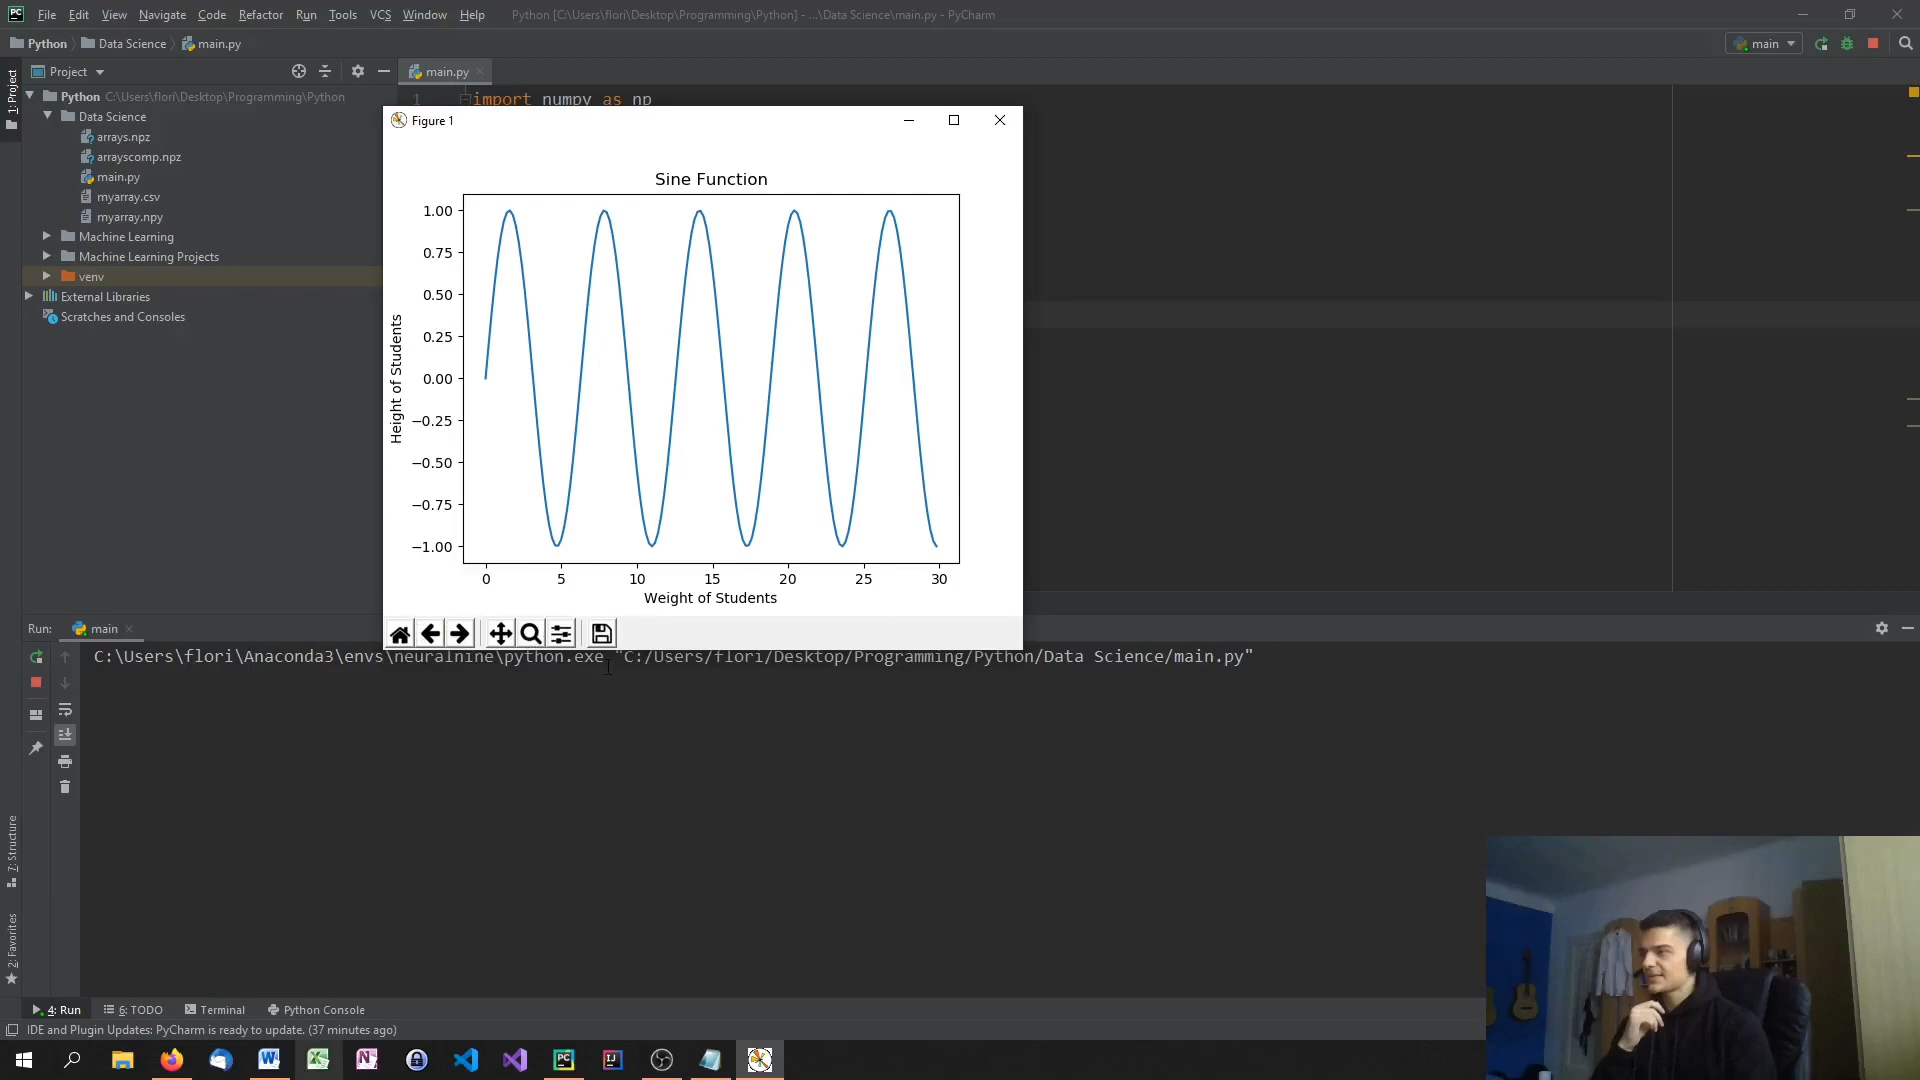 File Edit View Navigate Code Refactor Run Tools VCS Window Help Python [C:\Users\flori\Desktop\Programming\Python] - ...\Data Science\main.py - PyCharm
Python Data Science main.py main
1: Project
Project main.py
Python C:\Users\flori\Desktop\Programming\Python
1 import numpy as np
Data Science
arrays.npz
arrayscomp.npz
main.py
myarray.csv
myarray.npy
Machine Learning
Machine Learning Projects
venv
External Libraries
Scratches and Consoles
Figure 1
Sine Function
1.00
0.75
0.50
0.25
0.00
−0.25
−0.50
−0.75
−1.00
Height of Students
0 5 10 15 20 25 30
Weight of Students
Run: main
C:\Users\flori\Anaconda3\envs\neuralnine\python.exe "C:/Users/flori/Desktop/Programming/Python/Data Science/main.py"
7: Structure
2: Favorites
4: Run 6: TODO Terminal Python Console
IDE and Plugin Updates: PyCharm is ready to update. (37 minutes ago)